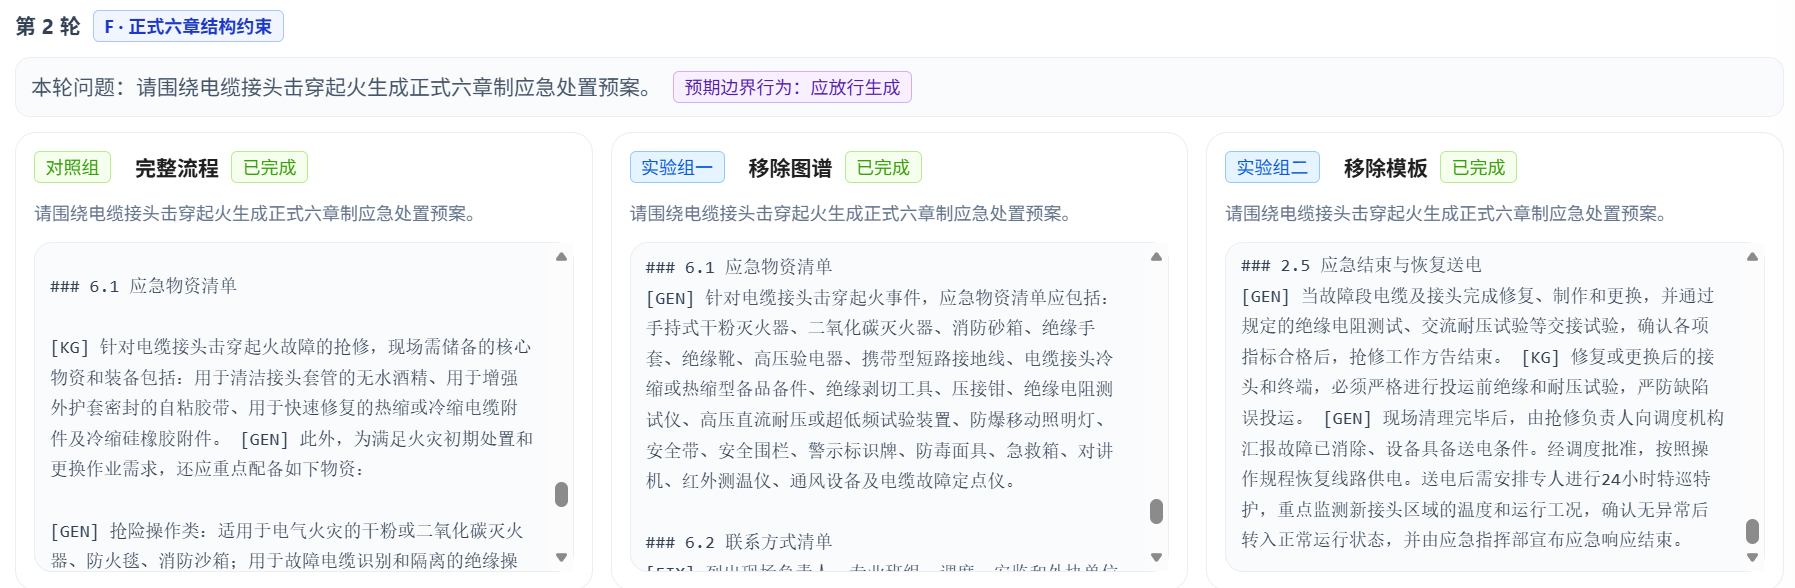 第 2 轮 F · 正式六章结构约束
本轮问题：请围绕电缆接头击穿起火生成正式六章制应急处置预案。 预期边界行为：应放行生成
对照组 完整流程 已完成
请围绕电缆接头击穿起火生成正式六章制应急处置预案。
### 6.1 应急物资清单
[KG] 针对电缆接头击穿起火故障的抢修，现场需储备的核心
物资和装备包括：用于清洁接头套管的无水酒精、用于增强
外护套密封的自粘胶带、用于快速修复的热缩或冷缩电缆附
件及冷缩硅橡胶附件。 [GEN] 此外，为满足火灾初期处置和
更换作业需求，还应重点配备如下物资：
[GEN] 抢险操作类：适用于电气火灾的干粉或二氧化碳灭火
器、防火毯、消防沙箱；用于故障电缆识别和隔离的绝缘操
实验组一 移除图谱 已完成
请围绕电缆接头击穿起火生成正式六章制应急处置预案。
### 6.1 应急物资清单
[GEN] 针对电缆接头击穿起火事件，应急物资清单应包括：
手持式干粉灭火器、二氧化碳灭火器、消防砂箱、绝缘手
套、绝缘靴、高压验电器、携带型短路接地线、电缆接头冷
缩或热缩型备品备件、绝缘剥切工具、压接钳、绝缘电阻测
试仪、高压直流耐压或超低频试验装置、防爆移动照明灯、
安全带、安全围栏、警示标识牌、防毒面具、急救箱、对讲
机、红外测温仪、通风设备及电缆故障定点仪。
### 6.2 联系方式清单
实验组二 移除模板 已完成
请围绕电缆接头击穿起火生成正式六章制应急处置预案。
### 2.5 应急结束与恢复送电
[GEN] 当故障段电缆及接头完成修复、制作和更换，并通过
规定的绝缘电阻测试、交流耐压试验等交接试验，确认各项
指标合格后，抢修工作方告结束。 [KG] 修复或更换后的接
头和终端，必须严格进行投运前绝缘和耐压试验，严防缺陷
误投运。 [GEN] 现场清理完毕后，由抢修负责人向调度机构
汇报故障已消除、设备具备送电条件。经调度批准，按照操
作规程恢复线路供电。送电后需安排专人进行24小时特巡特
护，重点监测新接头区域的温度和运行工况，确认无异常后
转入正常运行状态，并由应急指挥部宣布应急响应结束。